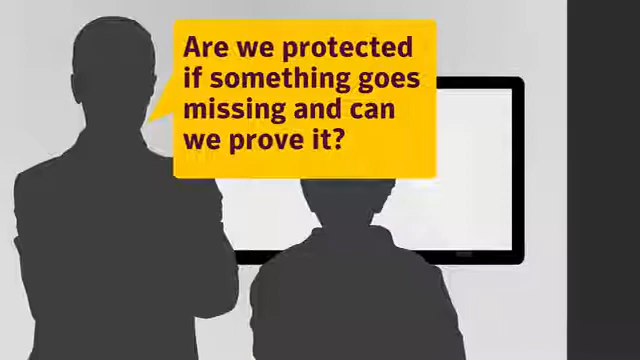 Are we protected
if something goes
missing and can
we prove it?